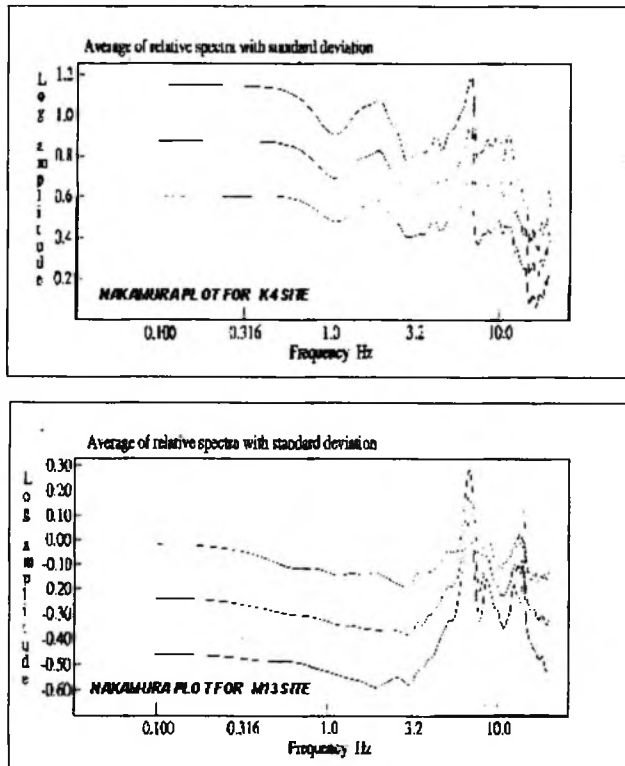 Average of relative spectra with standard deviation
Log amplitude
1.2
1.0
0.8
0.6
0.4
0.2
NAKAMURA PLOT FOR K4 SITE
0.100 0.316 1.0 3.2 10.0
Frequency Hz
Average of relative spectra with standard deviation
Log amplitude
0.30
0.20
0.10
0.00
-0.10
0.20
-0.30
-0.40
-0.50
-0.60
NAKAMURA PLOT FOR M13 SITE
0.100 0.316 1.0 3.2 10.0
Frequency Hz